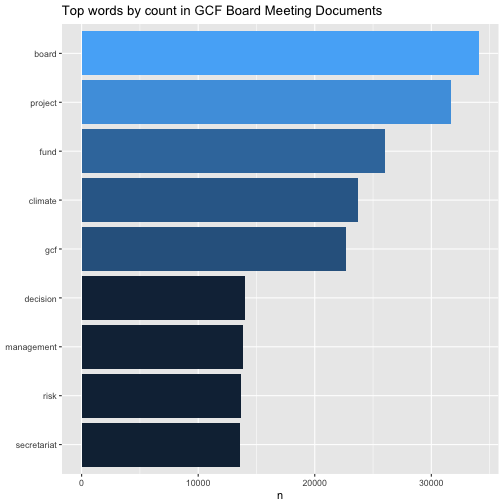 Top words by count in GCF Board Meeting Documents
board
project
fund
climate
gcf
decision
management
risk
secretariat
0 10000 20000 30000
n